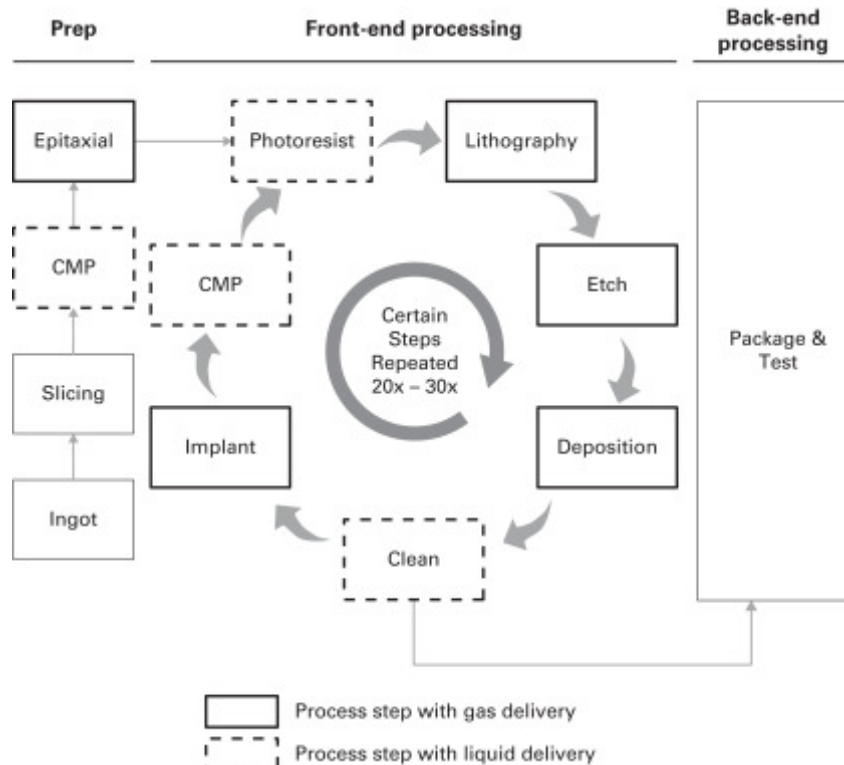 Prep
Front-end processing
Back-end
processing
Epitaxial
Photoresist
Lithography
CMP
CMP
Etch
Certain
Steps
Repeated
20x – 30x
Package &
Test
Slicing
Implant
Deposition
Ingot
Clean
Process step with gas delivery
Process step with liquid delivery